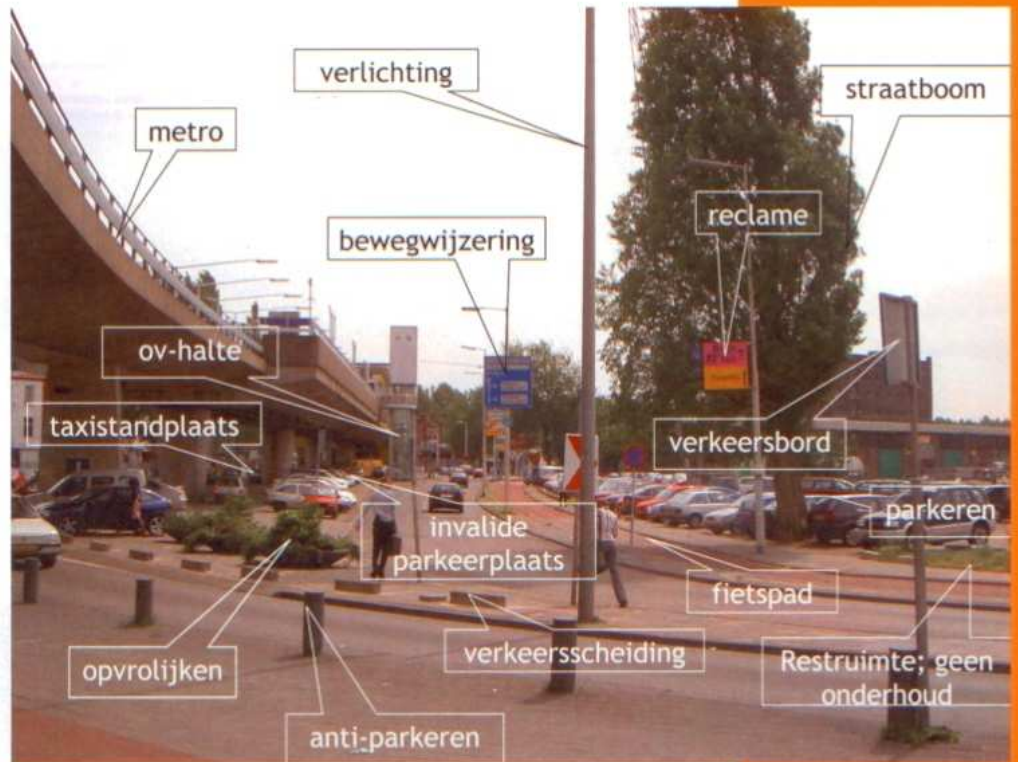 verlichting
straatboom
metro
reclame
bewegwijzering
ov-halte
taxistandplaats
verkeersbord
parkeren
invalide
parkeerplaats
fietspad
verkeersscheiding
opvrolijken
Restruimte; geen
onderhoud
anti-parkeren